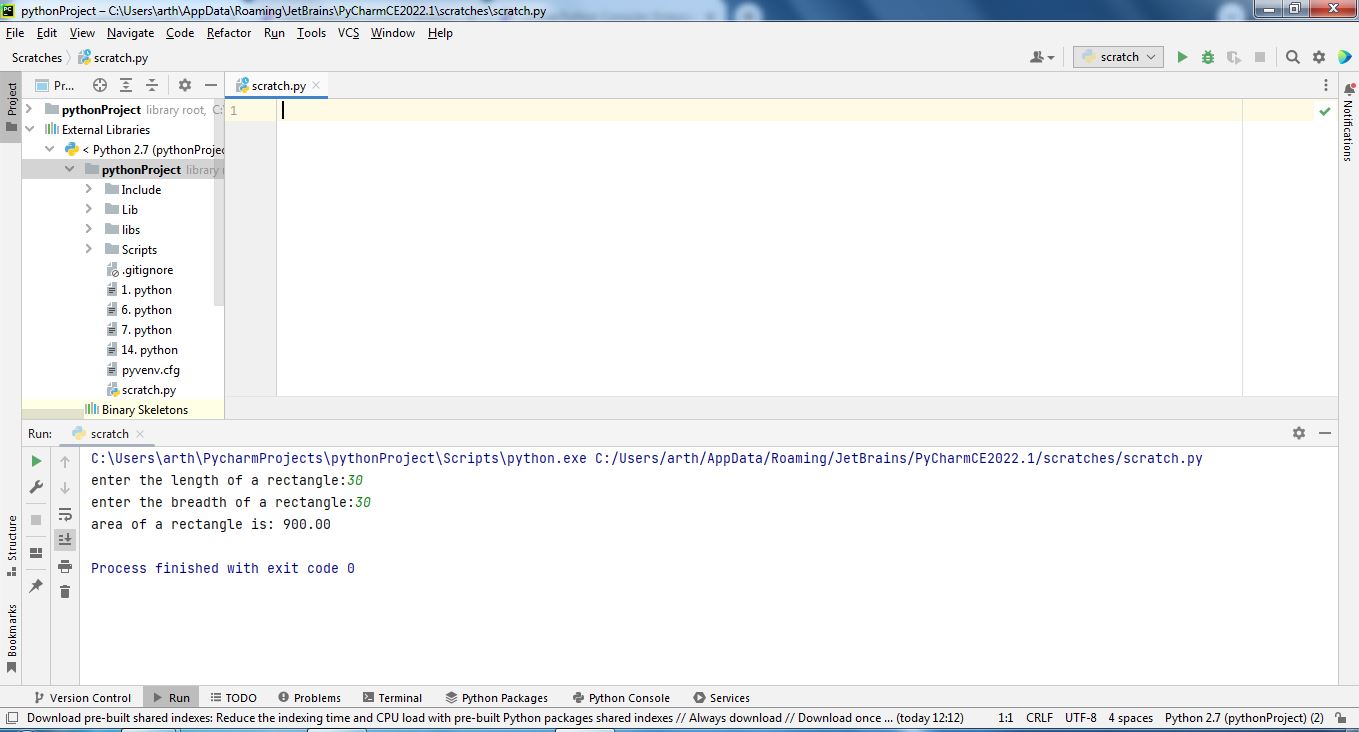 pythonProject – C:\Users\arth\AppData\Roaming\JetBrains\PyCharmCE2022.1\scratches\scratch.py
File Edit View Navigate Code Refactor Run Tools VCS Window Help
Scratches scratch.py scratch
Project Pr... scratch.py
pythonProject library root, C: 1
External Libraries
< Python 2.7 (pythonProjec
pythonProject library
Include
Lib
libs
Scripts
.gitignore
1. python
6. python
7. python
14. python
pyvenv.cfg
scratch.py
Binary Skeletons
Notifications
Run: scratch
C:\Users\arth\PycharmProjects\pythonProject\Scripts\python.exe C:/Users/arth/AppData/Roaming/JetBrains/PyCharmCE2022.1/scratches/scratch.py
enter the length of a rectangle:30
enter the breadth of a rectangle:30
area of a rectangle is: 900.00
Process finished with exit code 0
Structure
Bookmarks
Version Control Run TODO Problems Terminal Python Packages Python Console Services
Download pre-built shared indexes: Reduce the indexing time and CPU load with pre-built Python packages shared indexes // Always download // Download once ... (today 12:12) 1:1 CRLF UTF-8 4 spaces Python 2.7 (pythonProject) (2)